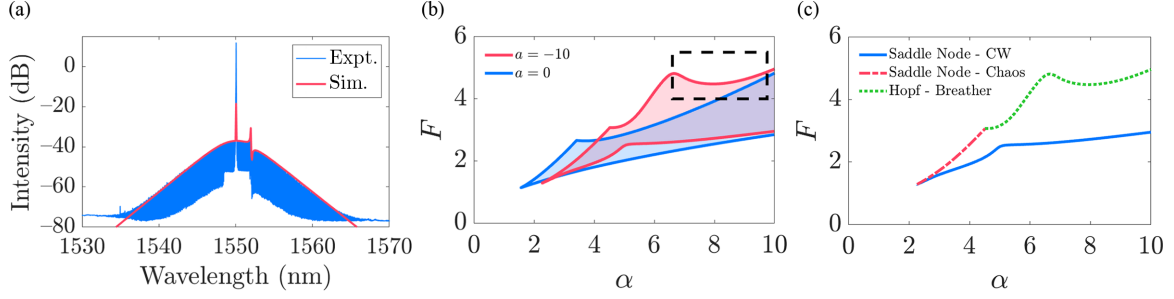 (a)
Intensity (dB)
0
−20
−40
−60
−80
Expt.
Sim.
1530
1540
1550
1560
1570
Wavelength (nm)
(b)
F
6
4
2
0
a = −10
a = 0
0
2
4
6
8
10
α
(c)
F
6
4
2
0
Saddle Node - CW
Saddle Node - Chaos
Hopf - Breather
0
2
4
6
8
10
α